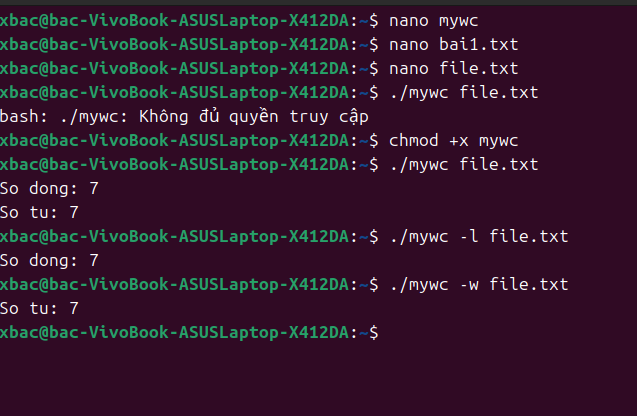 xbac@bac-VivoBook-ASUSLaptop-X412DA:~$ nano mywc
xbac@bac-VivoBook-ASUSLaptop-X412DA:~$ nano bai1.txt
xbac@bac-VivoBook-ASUSLaptop-X412DA:~$ nano file.txt
xbac@bac-VivoBook-ASUSLaptop-X412DA:~$ ./mywc file.txt
bash: ./mywc: Không đủ quyền truy cập
xbac@bac-VivoBook-ASUSLaptop-X412DA:~$ chmod +x mywc
xbac@bac-VivoBook-ASUSLaptop-X412DA:~$ ./mywc file.txt
So dong: 7
So tu: 7
xbac@bac-VivoBook-ASUSLaptop-X412DA:~$ ./mywc -l file.txt
So dong: 7
xbac@bac-VivoBook-ASUSLaptop-X412DA:~$ ./mywc -w file.txt
So tu: 7
xbac@bac-VivoBook-ASUSLaptop-X412DA:~$